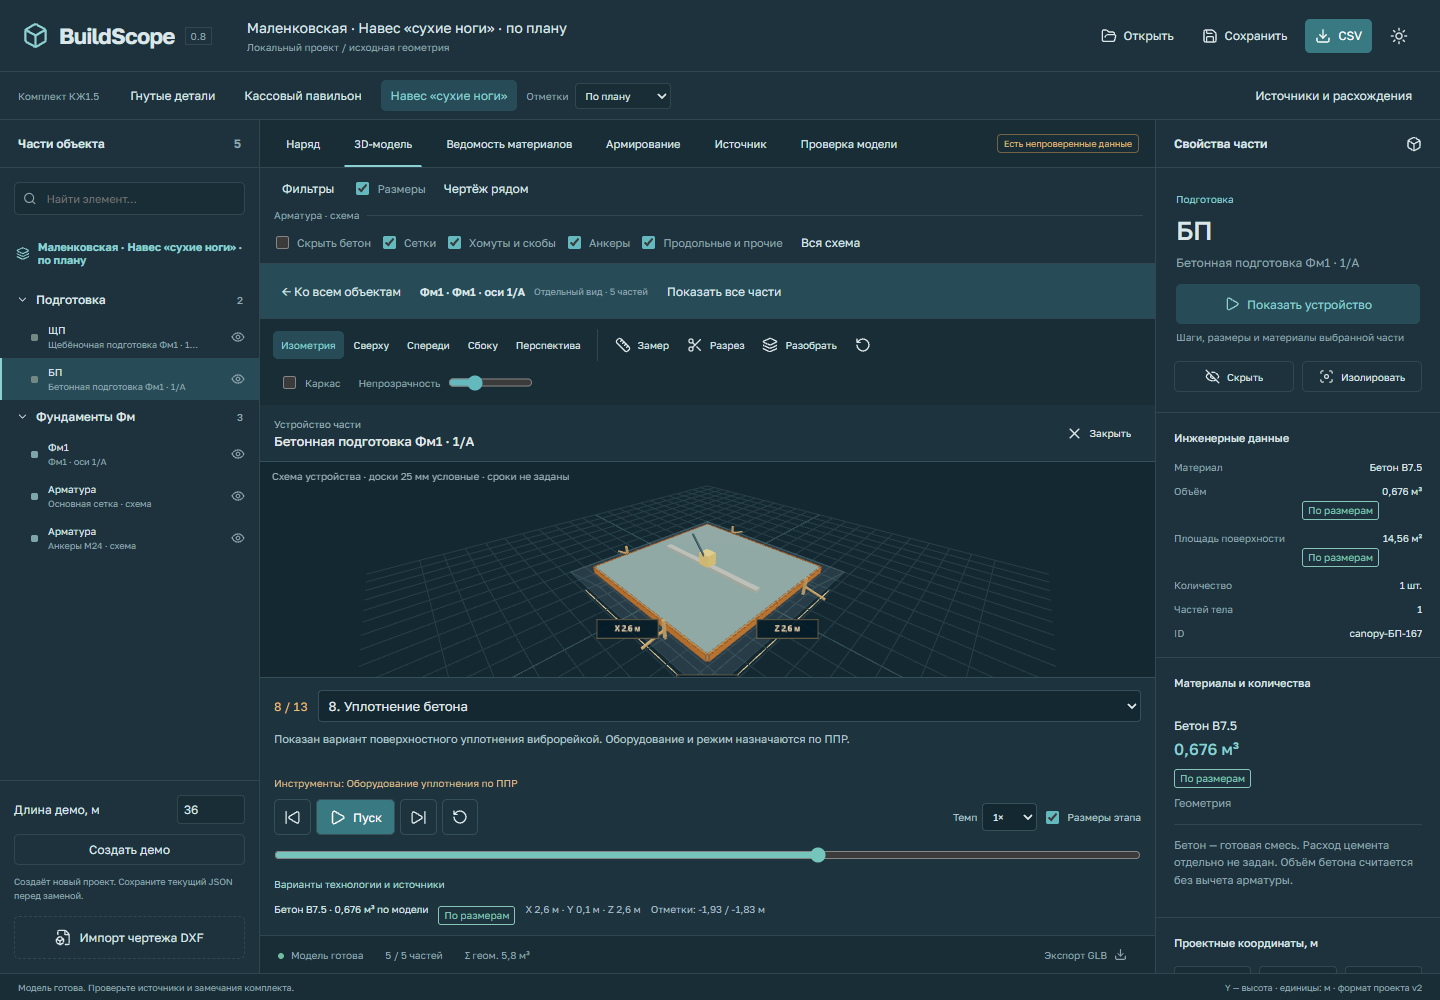 BuildScope 0.8
Маленковская · Навес «сухие ноги» · по плану
Локальный проект / исходная геометрия
Открыть
Сохранить
CSV
Комплект КЖ1.5
Гнутые детали
Кассовый павильон
Навес «сухие ноги»
Отметки
По плану
Источники и расхождения
Части объекта 5
Найти элемент...
Маленковская · Навес «сухие ноги» ·
по плану
Подготовка 2
ЩП
Щебёночная подготовка Фм1 · 1...
БП
Бетонная подготовка Фм1 · 1/А
Фундаменты Фм 3
Фм1
Фм1 · оси 1/А
Арматура
Основная сетка · схема
Арматура
Анкеры М24 · схема
Длина демо, м 36
Создать демо
Создаёт новый проект. Сохраните текущий JSON
перед заменой.
Импорт чертежа DXF
Наряд
3D-модель
Ведомость материалов
Армирование
Источник
Проверка модели
Есть непроверенные данные
Фильтры
Размеры
Чертёж рядом
Арматура · схема
Скрыть бетон
Сетки
Хомуты и скобы
Анкеры
Продольные и прочие
Вся схема
← Ко всем объектам
Фм1 · Фм1 · оси 1/А
Отдельный вид · 5 частей
Показать все части
Изометрия
Сверху
Спереди
Сбоку
Перспектива
Замер
Разрез
Разобрать
Каркас
Непрозрачность
Устройство части
Бетонная подготовка Фм1 · 1/А
Закрыть
Схема устройства · доски 25 мм условные · сроки не заданы
X 2,6 м
Z 2,6 м
8 / 13
8. Уплотнение бетона
Показан вариант поверхностного уплотнения виброрейкой. Оборудование и режим назначаются по ППР.
Инструменты: Оборудование уплотнения по ППР
Пуск
Темп
1×
Размеры этапа
Варианты технологии и источники
Бетон B7.5 · 0,676 м³ по модели
По размерам
X 2,6 м · Y 0,1 м · Z 2,6 м
Отметки: -1,93 / -1,83 м
Модель готова
5 / 5 частей
Σ геом. 5,8 м³
Экспорт GLB
Свойства части
Подготовка
БП
Бетонная подготовка Фм1 · 1/А
Показать устройство
Шаги, размеры и материалы выбранной части
Скрыть
Изолировать
Инженерные данные
Материал Бетон B7.5
Объём 0,676 м³
По размерам
Площадь поверхности 14,56 м²
По размерам
Количество 1 шт.
Частей тела 1
ID canopy-БП-167
Материалы и количества
Бетон B7.5
0,676 м³
По размерам
Геометрия
Бетон — готовая смесь. Расход цемента
отдельно не задан. Объём бетона считается
без вычета арматуры.
Проектные координаты, м
Модель готова. Проверьте источники и замечания комплекта.
Y — высота · единицы: м · формат проекта v2